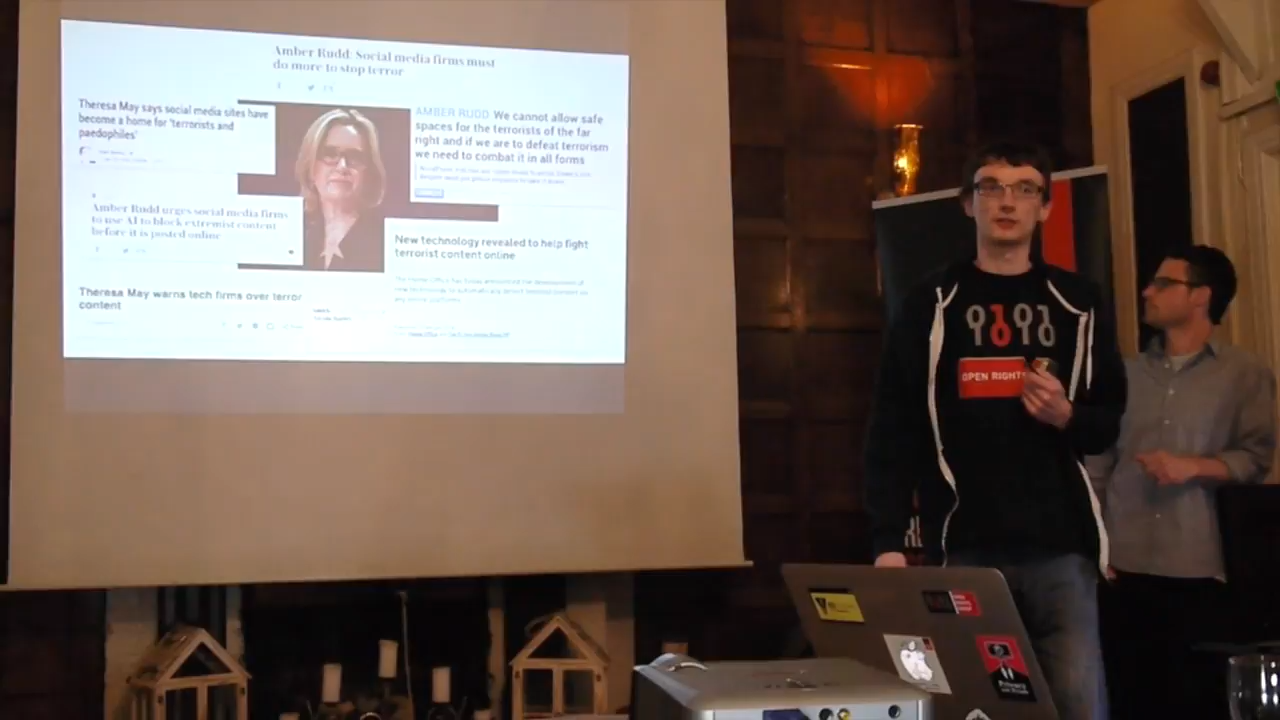 Amber Rudd: Social media firms must
do more to stop terror
Theresa May says social media sites have
become a home for 'terrorists and
paedophiles'
AMBER RUDD We cannot allow safe
spaces for the terrorists of the far
right and if we are to defeat terrorism
we need to combat it in all forms
Amber Rudd urges social media firms
to use AI to block extremist content
before it is posted online
New technology revealed to help fight
terrorist content online
Theresa May warns tech firms over terror
content
OPEN RIGHTS